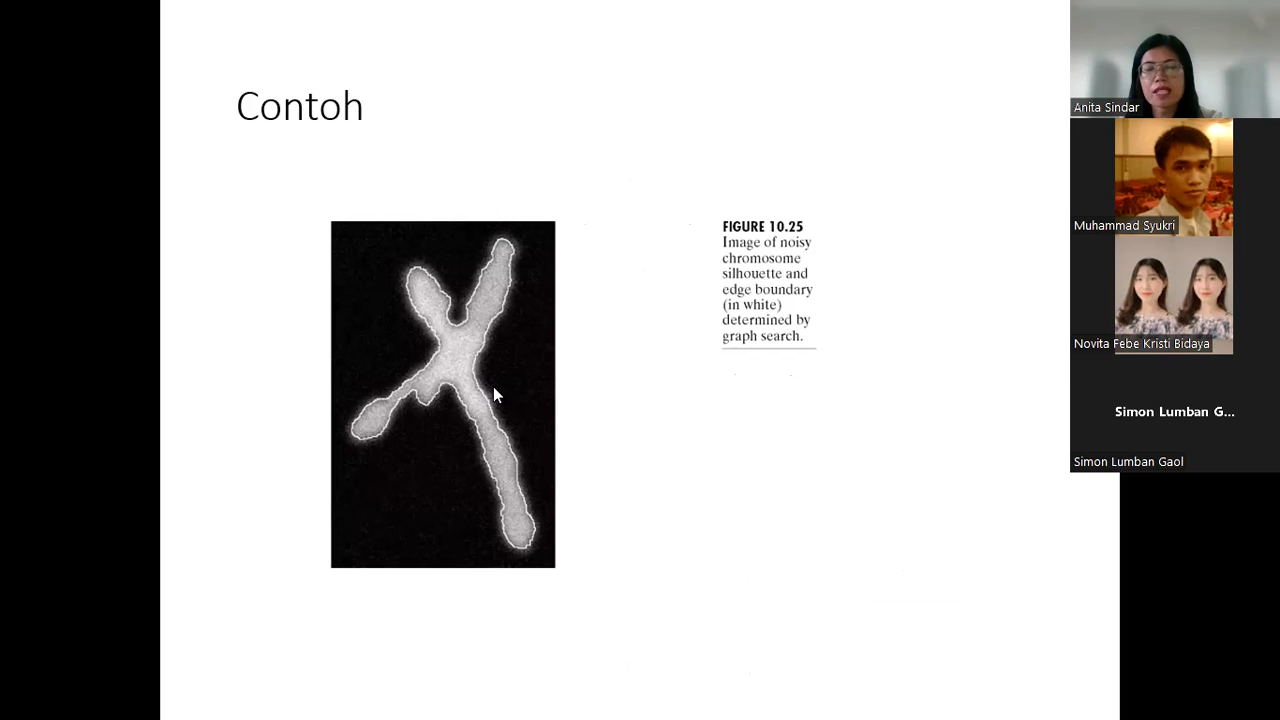 Contoh
FIGURE 10.25
Image of noisy
chromosome
silhouette and
edge boundary
(in white)
determined by
graph search.
Anita Sindar
Muhammad Syukri
Novita Febe Kristi Bidaya
Simon Lumban G...
Simon Lumban Gaol